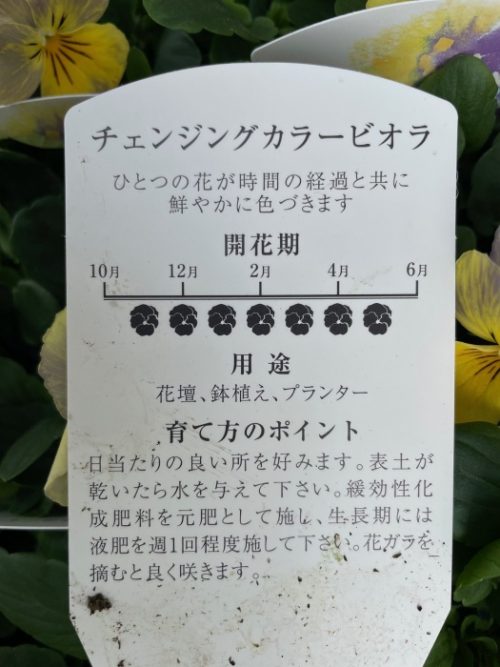 チェンジングカラービオラ
ひとつの花が時間の経過と共に
鮮やかに色づきます
開花期
10月 12月 2月 4月 6月
用途
花壇、鉢植え、プランター
育て方のポイント
日当たりの良い所を好みます。表土が
乾いたら水を与えて下さい。緩効性化
成肥料を元肥として施し、生長期には
液肥を週1回程度施して下さい。花ガラを
摘むと良く咲きます。